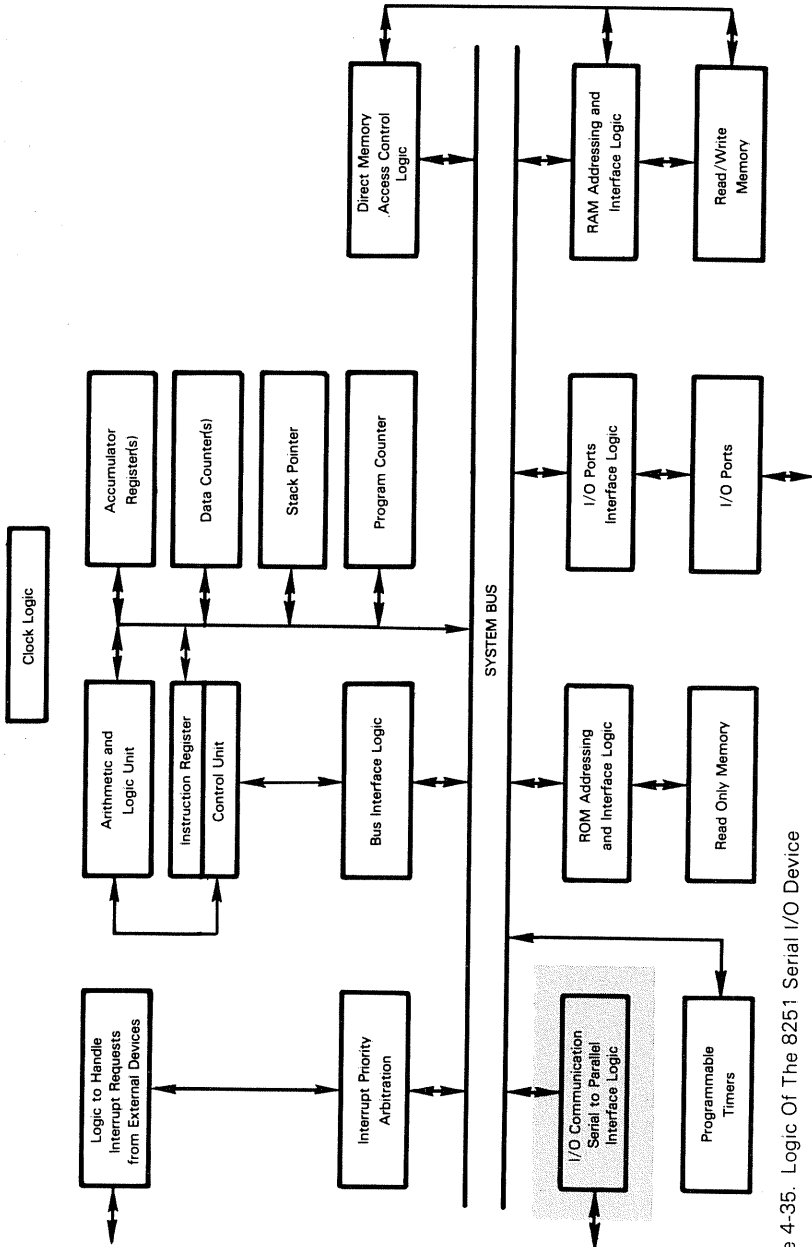 Clock Logic
Logic to Handle
Interrupt Requests
from External Devices
Arithmetic and
Logic Unit
Accumulator
Register(s)
Instruction Register
Control Unit
Data Counter(s)
Stack Pointer
Interrupt Priority
Arbitration
Bus Interface Logic
Program Counter
Direct Memory
.Access Control
Logic
SYSTEM BUS
I/O Communication
Serial to Parallel
Interface Logic
ROM Addressing
and Interface Logic
I/O Ports
Interface Logic
RAM Addressing and
Interface Logic
Programmable
Timers
Read Only Memory
I/O Ports
Read/Write
Memory
4-35. Logic Of The 8251 Serial I/O Device